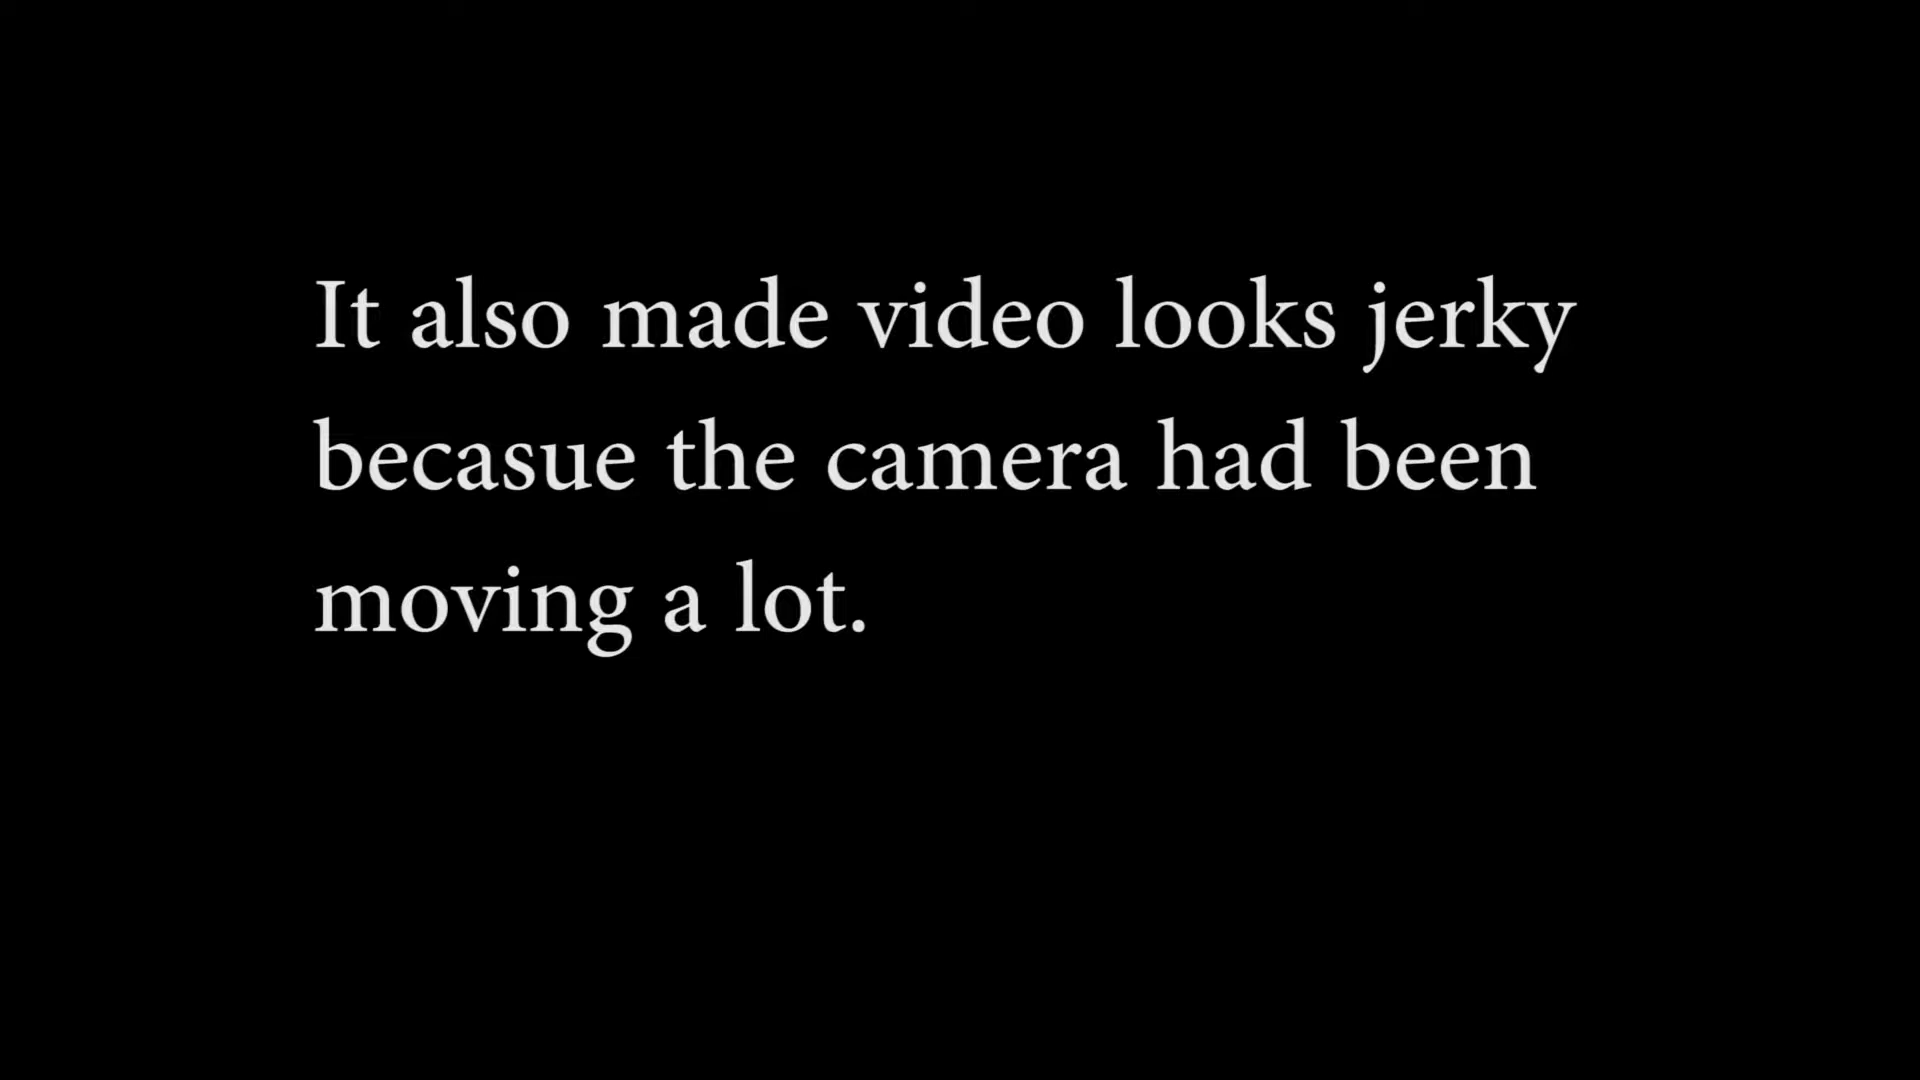 It also made video looks jerky
becasue the camera had been
moving a lot.